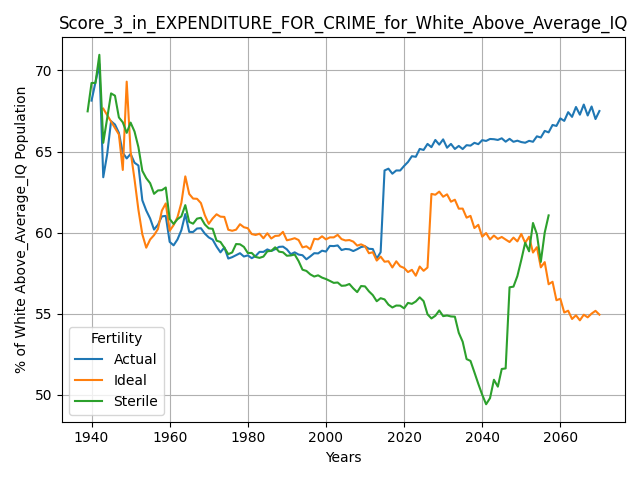 Score_3_in_EXPENDITURE_FOR_CRIME_for_White_Above_Average_IQ
% of White Above_Average_IQ Population
70
65
60
55
50
Fertility
Actual
Ideal
Sterile
1940 1960 1980 2000 2020 2040 2060
Years